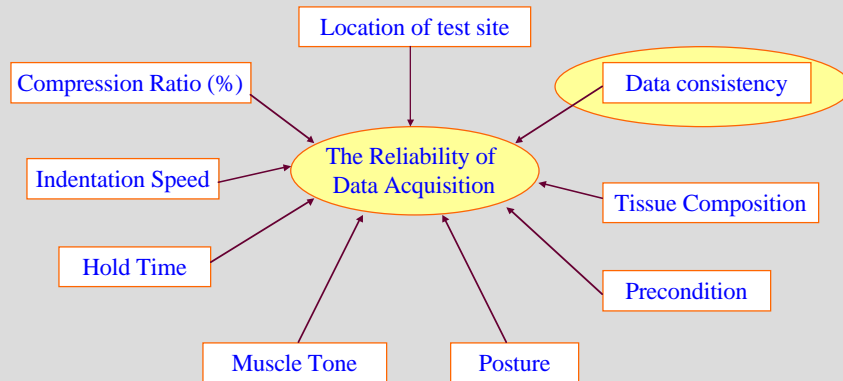 Location of test site
Compression Ratio (%)
Data consistency
The Reliability of
Data Acquisition
Indentation Speed
Tissue Composition
Hold Time
Precondition
Muscle Tone
Posture